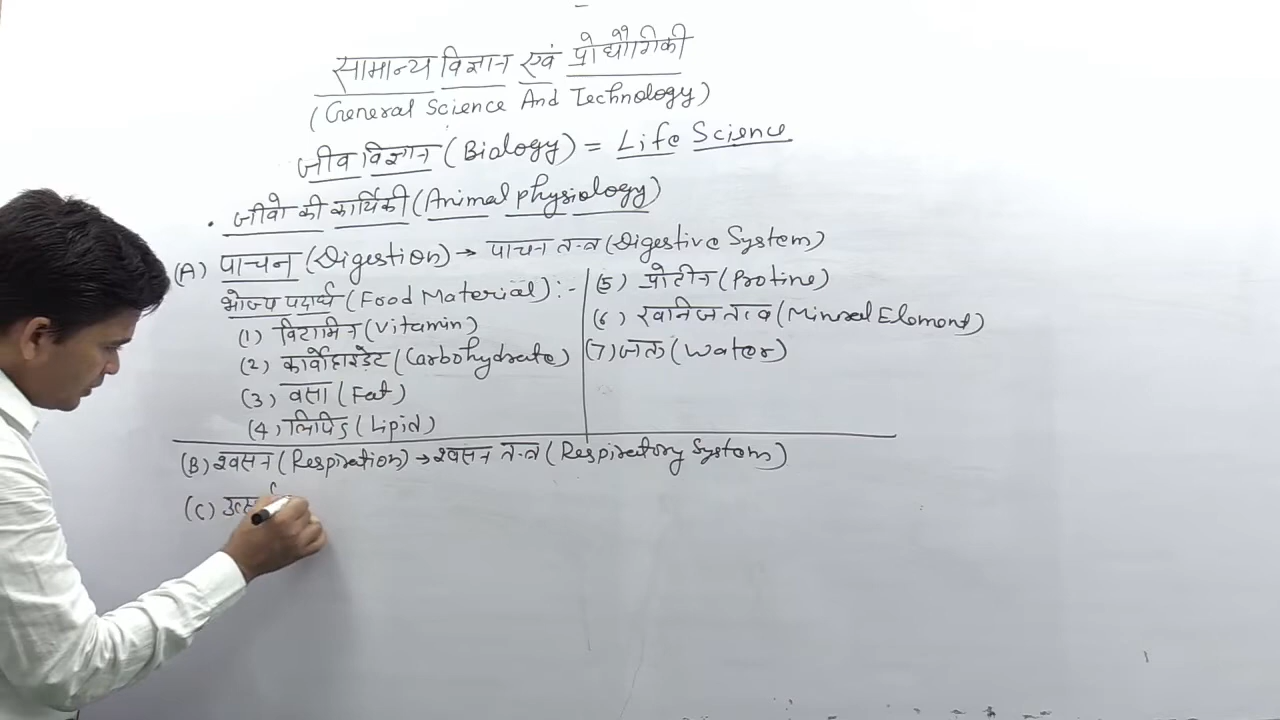 सामान्य विज्ञान एवं प्रोद्यौगिकी
(General Science And Technology)
जीव विज्ञान (Biology) = Life Science
. जीवो की कार्यिकी (Animal physiology)
(A) पाचन (Digestion) → पाचन तन्त्र (Digestive System)
भोज्य पदार्थ (Food Material) :-
(1) विटामिन (Vitamin)
(2) कार्बोहाइड्रेट (Carbohydrate)
(3) वसा (Fat)
(4) लिपिड (Lipid)
(5) प्रोटीन (Protine)
(6) खनिज तत्व (Minral Element)
(7) जल (Water)
(B) श्वसन (Respiration) → श्वसन तन्त्र (Respiretory System)
(C)